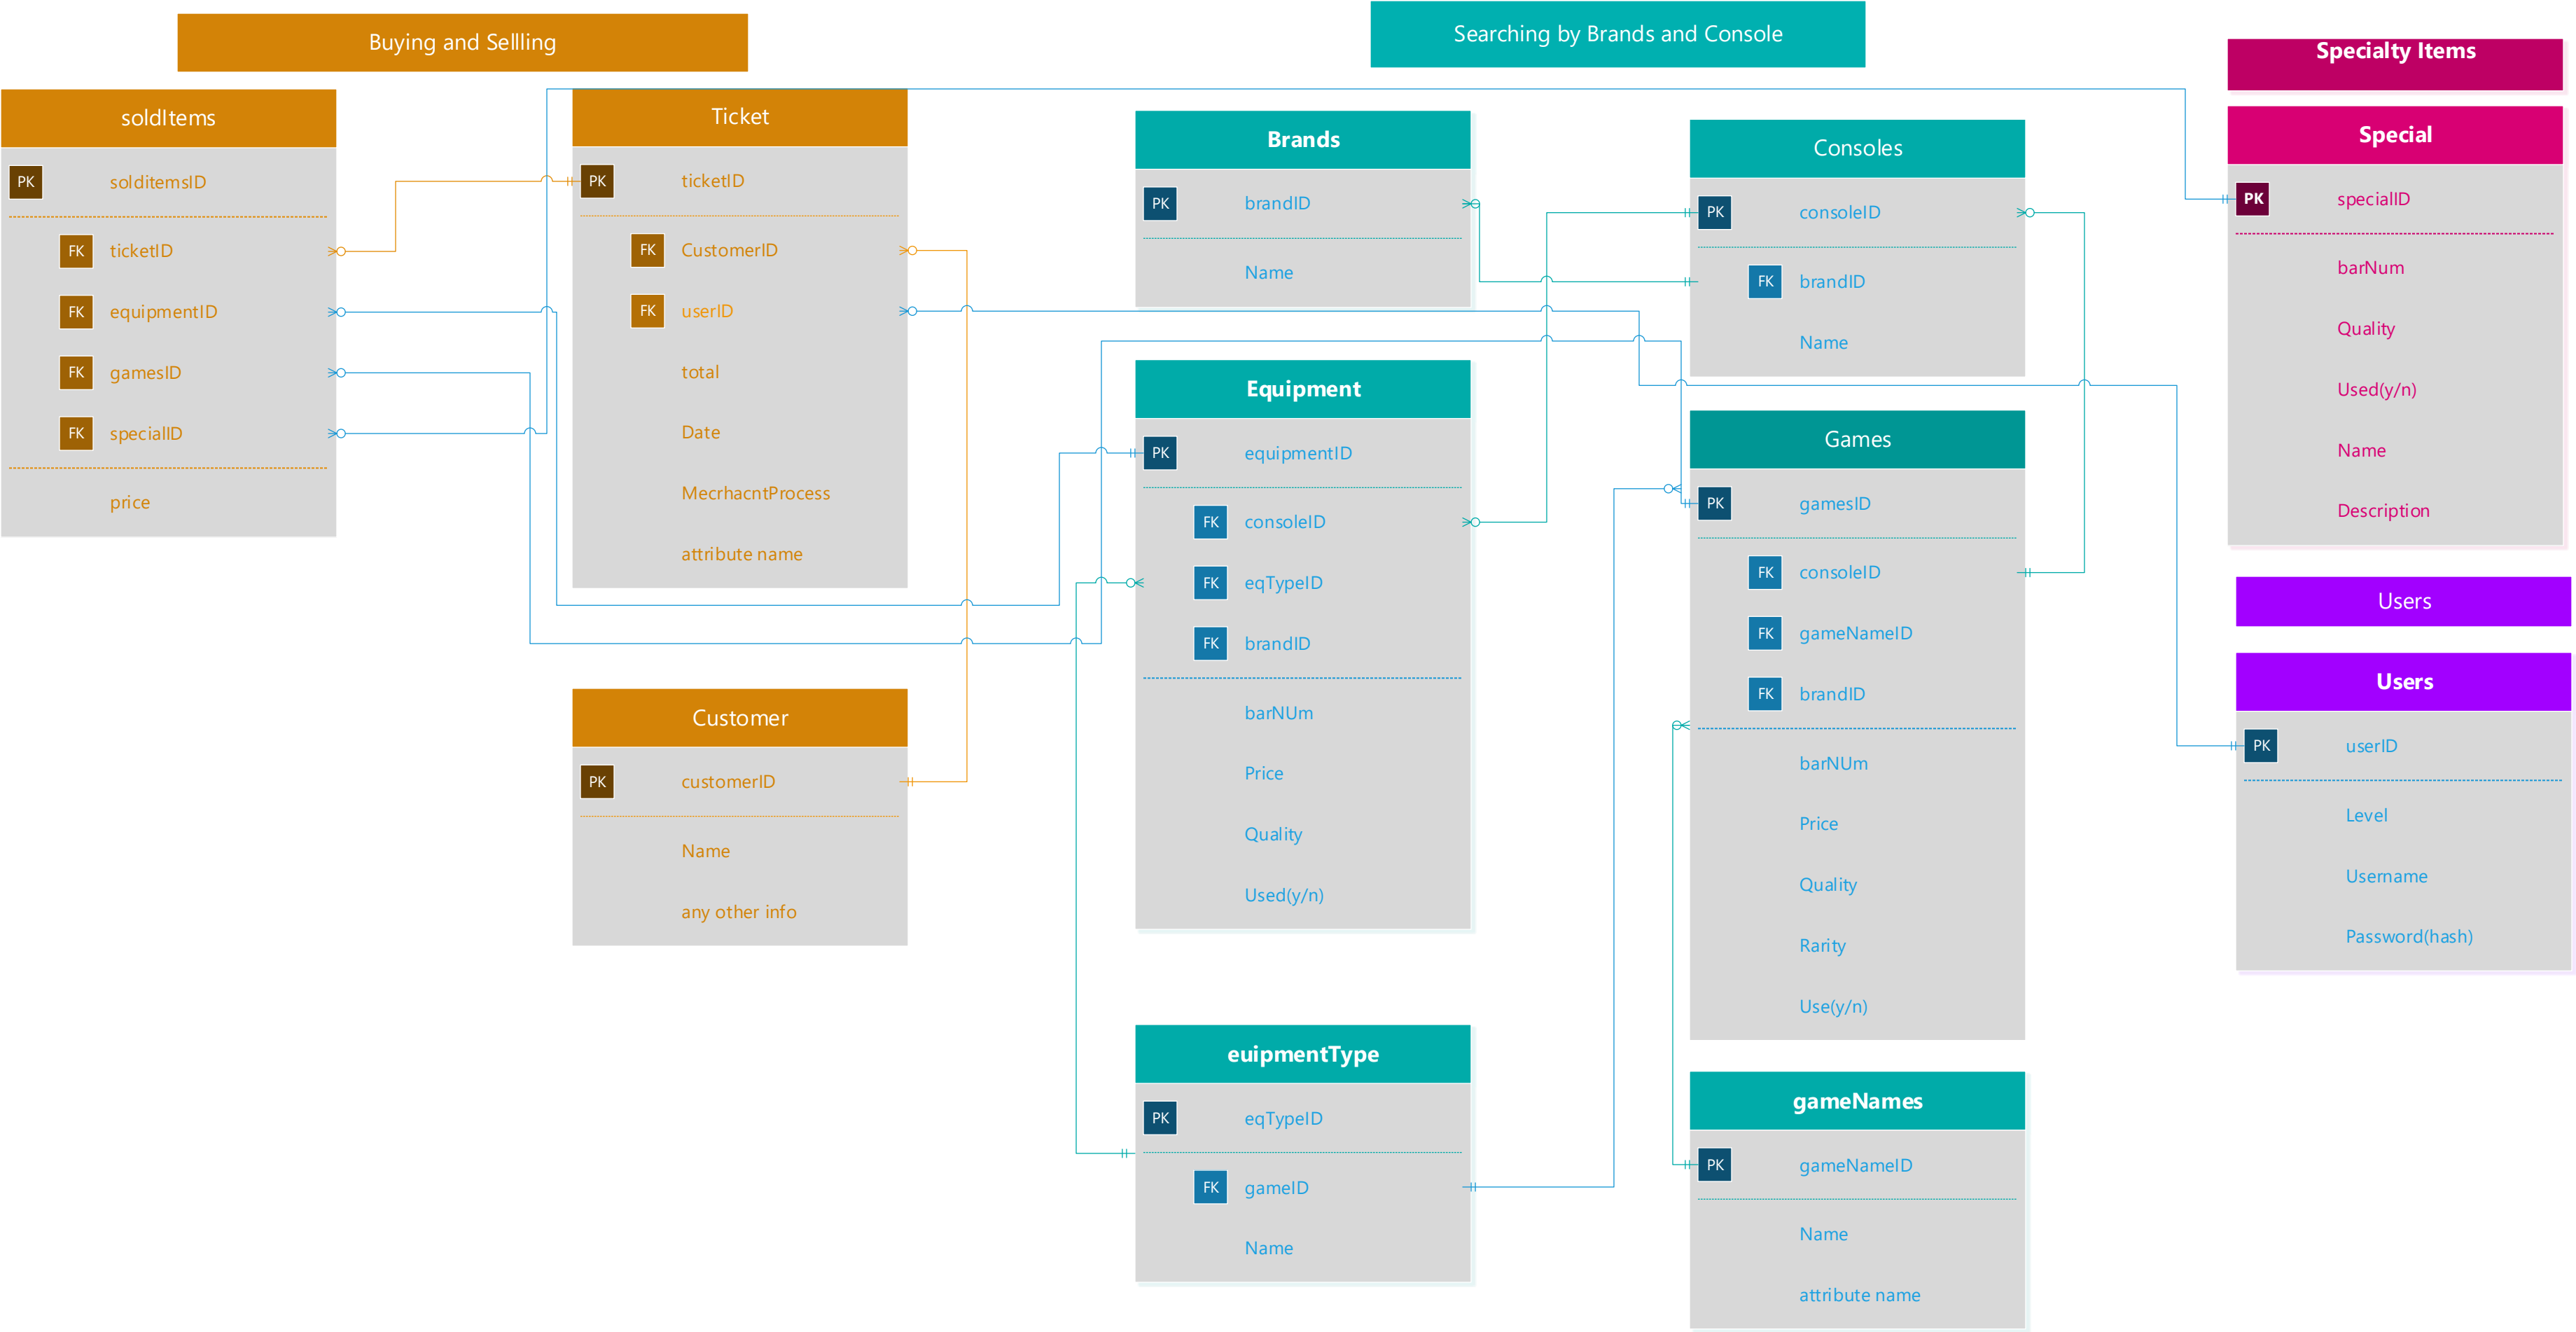 Buying and Sellling
soldItems
PK solditemsID
FK ticketID
FK equipmentID
FK gamesID
FK specialID
price
Ticket
PK ticketID
FK CustomerID
FK userID
total
Date
MecrhacntProcess
attribute name
Customer
PK customerID
Name
any other info
Searching by Brands and Console
Brands
PK brandID
Name
Equipment
PK equipmentID
FK consoleID
FK eqTypeID
FK brandID
barNUm
Price
Quality
Used(y/n)
euipmentType
PK eqTypeID
FK gameID
Name
Consoles
PK consoleID
FK brandID
Name
Games
PK gamesID
FK consoleID
FK gameNameID
FK brandID
barNUm
Price
Quality
Rarity
Use(y/n)
gameNames
PK gameNameID
Name
attribute name
Specialty Items
Special
PK specialID
barNum
Quality
Used(y/n)
Name
Description
Users
Users
PK userID
Level
Username
Password(hash)